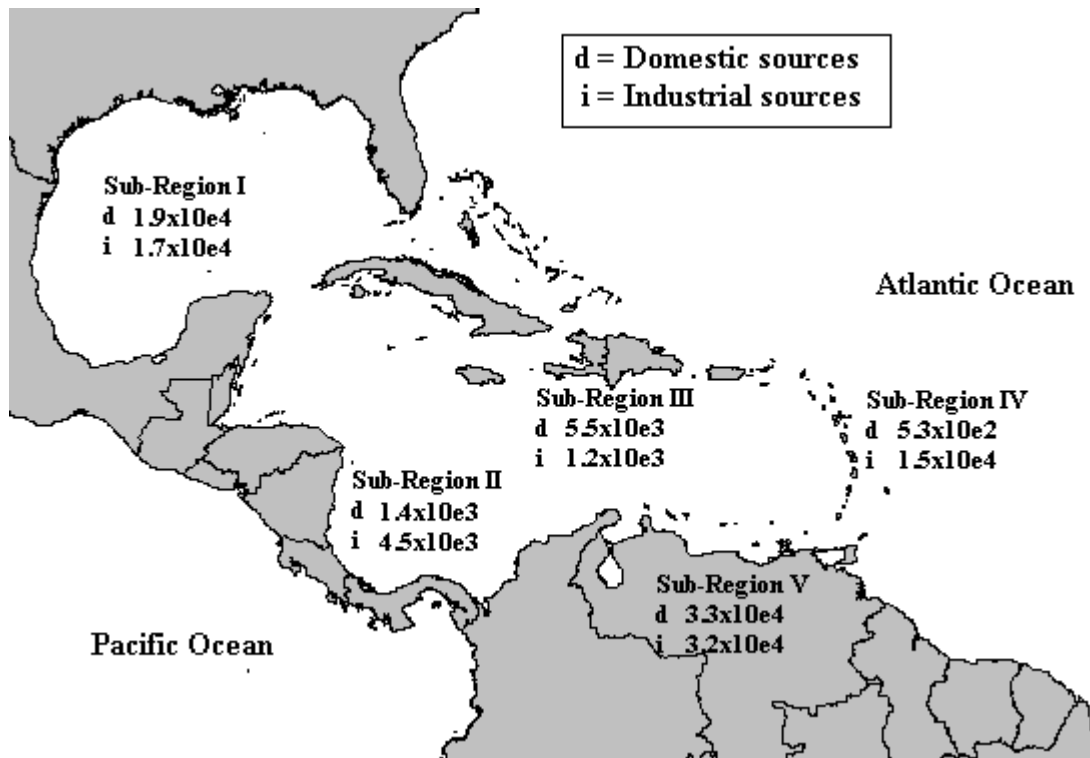 d = Domestic sources
i = Industrial sources
Sub-Region I
d 1.9x10e4
i 1.7x10e4
Atlantic Ocean
Sub-Region III
d 5.5x10e3
i 1.2x10e3
Sub-Region IV
d 5.3x10e2
i 1.5x10e4
Sub-Region II
d 1.4x10e3
i 4.5x10e3
Sub-Region V
d 3.3x10e4
i 3.2x10e4
Pacific Ocean